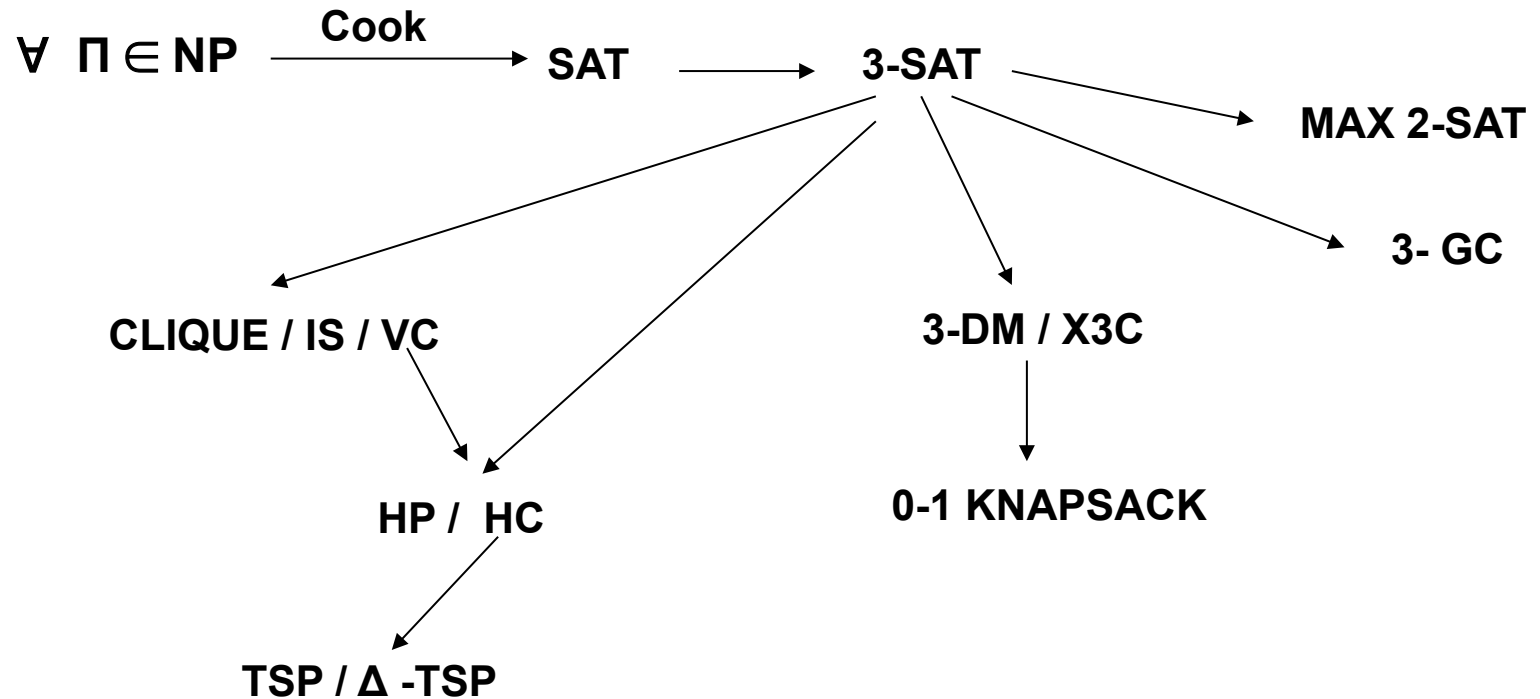 ∀ Π ∈ NP
Cook
SAT
3-SAT
MAX 2-SAT
3- GC
CLIQUE / IS / VC
3-DM / X3C
HP / HC
0-1 KNAPSACK
TSP / Δ -TSP